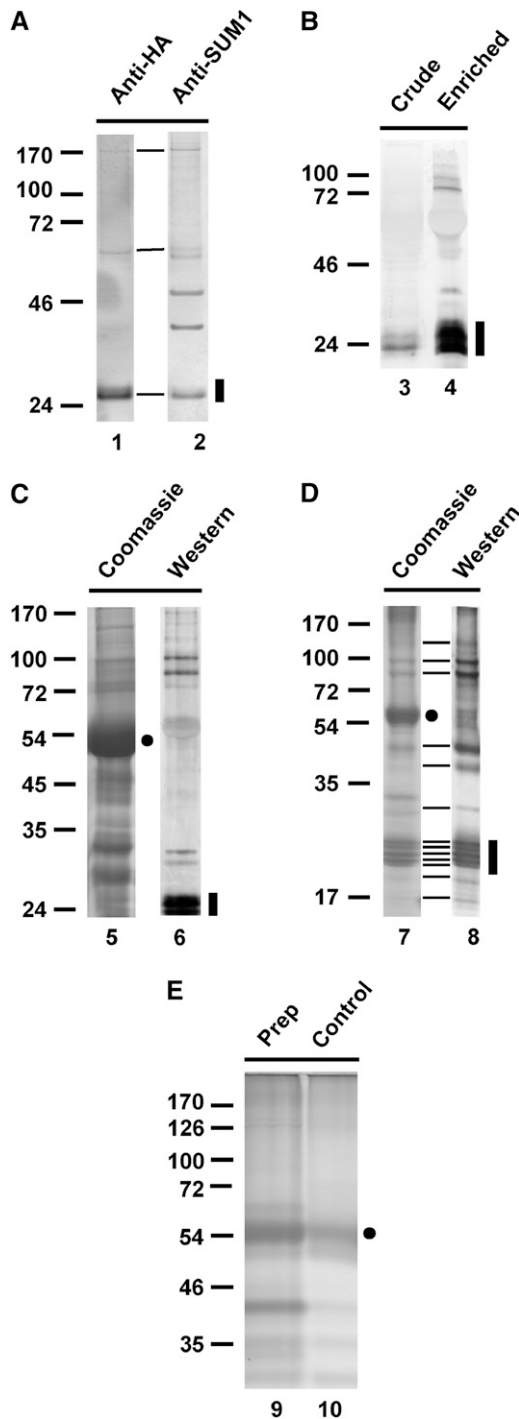 A
Anti-HA
Anti-SUM1
170
100
72
46
24
1 2
B
Crude
Enriched
100
72
46
24
3 4
C
Coomassie
Western
170
100
72
54
45
35
24
5 6
D
Coomassie
Western
170
100
72
54
35
17
7 8
E
Prep
Control
170
126
100
72
54
46
35
9 10